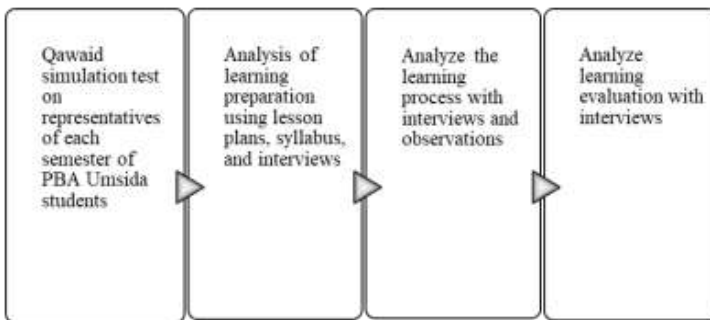 Qawaid
simulation test
on
representatives
of each
semester of
PBA Umsida
students
Analysis of
learning
preparation
using lesson
plans, syllabus,
and interviews
Analyze the
learning
process with
interviews and
observations
Analyze
learning
evaluation with
interviews